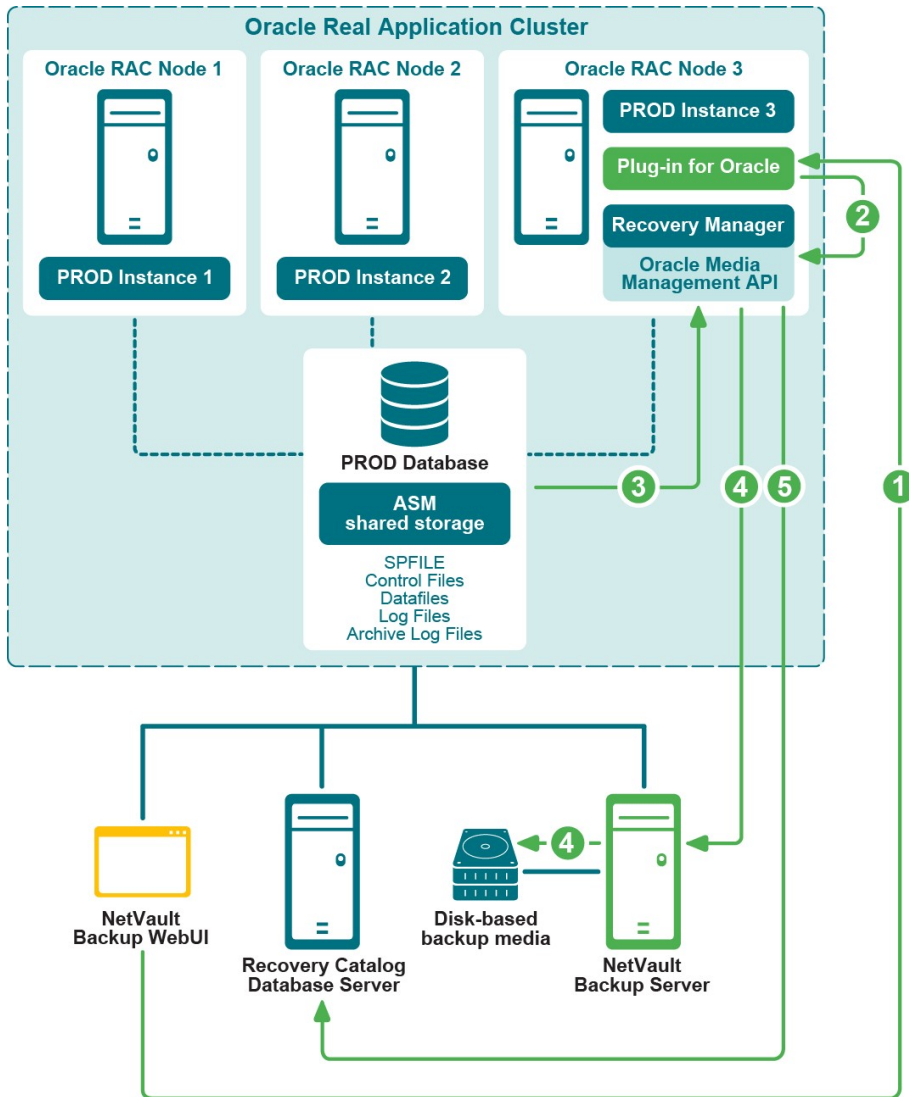 Oracle Real Application Cluster
Oracle RAC Node 1
PROD Instance 1
Oracle RAC Node 2
PROD Instance 2
Oracle RAC Node 3
PROD Instance 3
Plug-in for Oracle
Recovery Manager
Oracle Media
Management API
2
PROD Database
ASM
shared storage
SPFILE
Control Files
Datafiles
Log Files
Archive Log Files
3
4
5
1
NetVault
Backup WebUI
Recovery Catalog
Database Server
4
Disk-based
backup media
NetVault
Backup Server